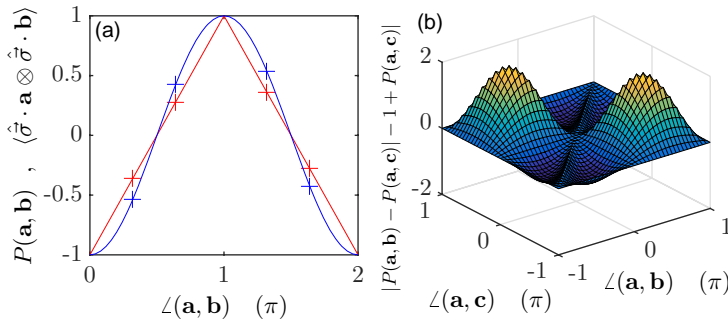 (a)
P(a, b) , ⟨σ̂⃗ · a ⊗ σ̂⃗ · b⟩
1
0.5
0
-0.5
-1
0 1 2
∠(a, b) (π)
(b)
|P(a, b) − P(a, c)| − 1 + P(a, c)|
2
0
-2
1
0
-1
∠(a, c) (π)
-1
0
1
∠(a, b) (π)